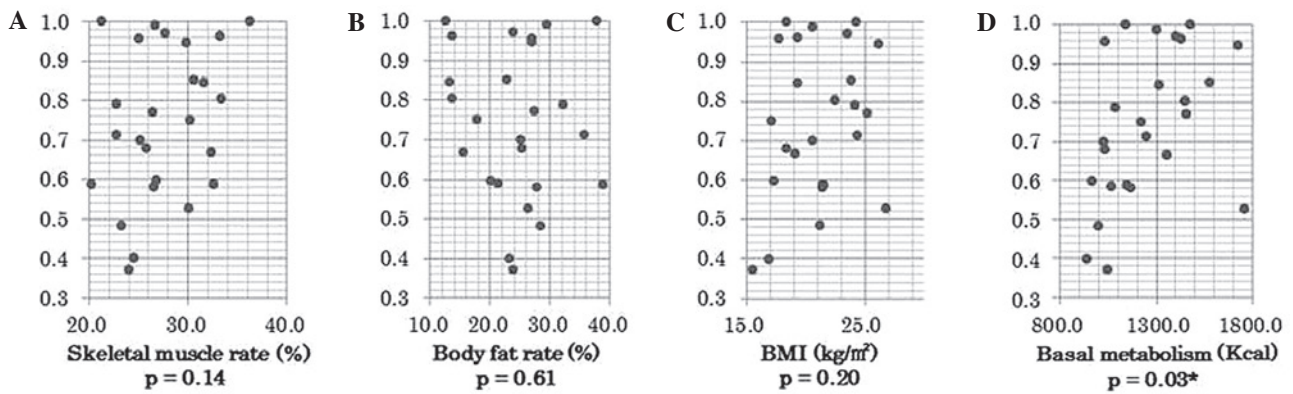 A
1.0
0.9
0.8
0.7
0.6
0.5
0.4
0.3
20.0 30.0 40.0
Skeletal muscle rate (%)
p = 0.14
B
1.0
0.9
0.8
0.7
0.6
0.5
0.4
0.3
10.0 20.0 30.0 40.0
Body fat rate (%)
p = 0.61
C
1.0
0.9
0.8
0.7
0.6
0.5
0.4
0.3
15.0 25.0
BMI (kg/㎡)
p = 0.20
D
1.0
0.9
0.8
0.7
0.6
0.5
0.4
0.3
800.0 1300.0 1800.0
Basal metabolism (Kcal)
p = 0.03*